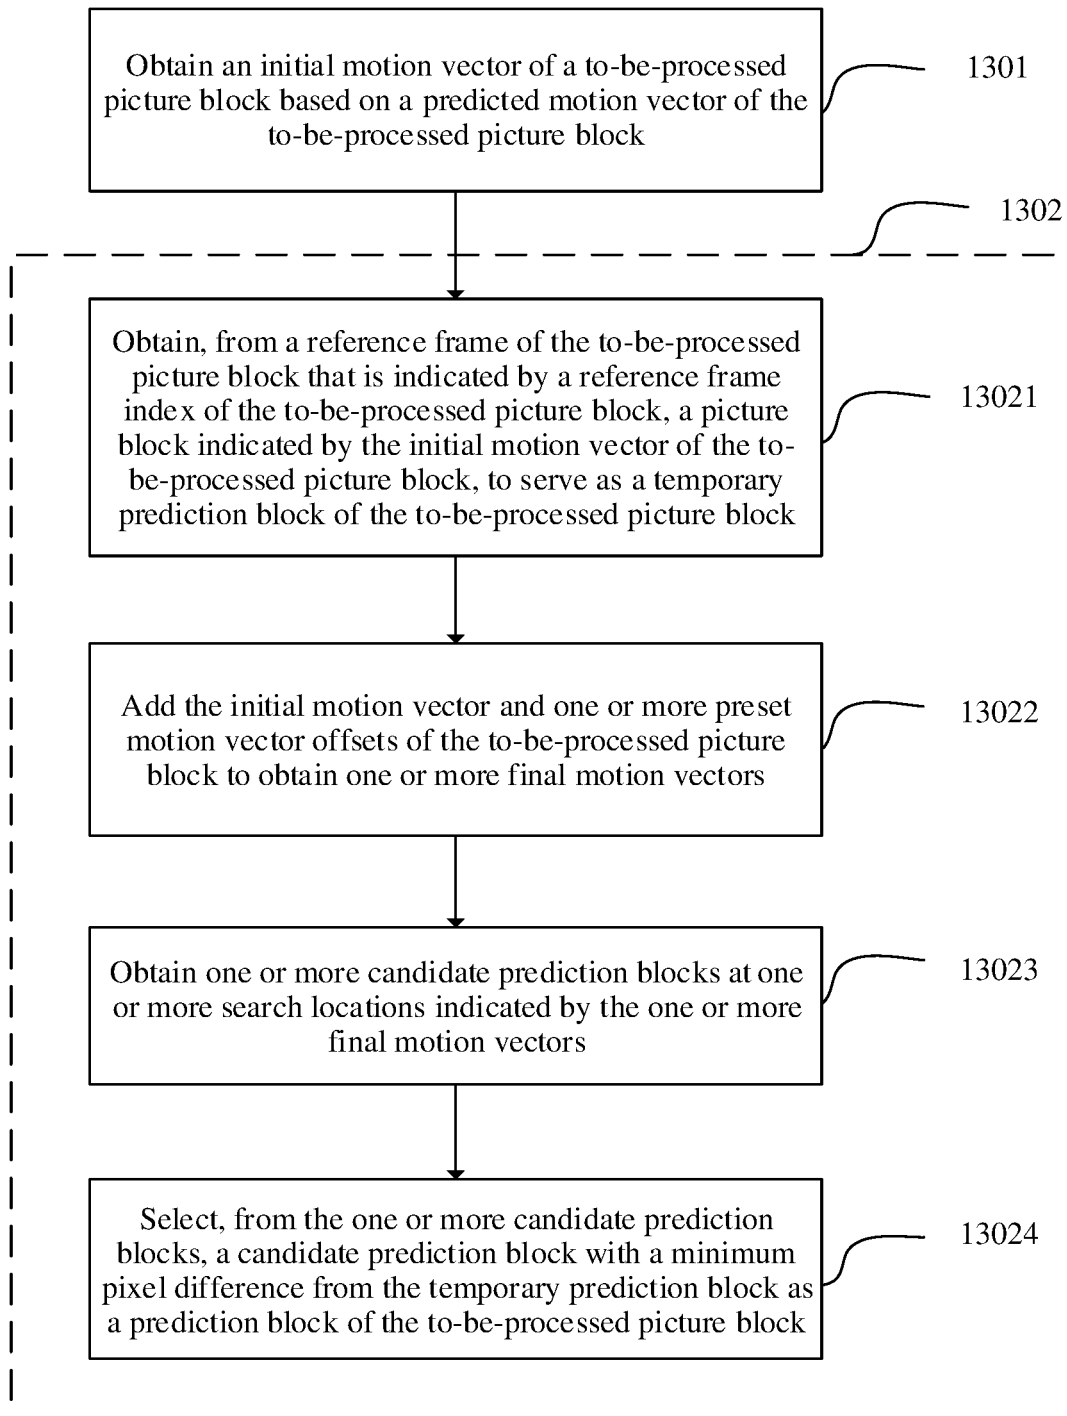 Obtain an initial motion vector of a to-be-processed
picture block based on a predicted motion vector of the
to-be-processed picture block
1301
1302
Obtain, from a reference frame of the to-be-processed
picture block that is indicated by a reference frame
index of the to-be-processed picture block, a picture
block indicated by the initial motion vector of the to-
be-processed picture block, to serve as a temporary
prediction block of the to-be-processed picture block
13021
Add the initial motion vector and one or more preset
motion vector offsets of the to-be-processed picture
block to obtain one or more final motion vectors
13022
Obtain one or more candidate prediction blocks at one
or more search locations indicated by the one or more
final motion vectors
13023
Select, from the one or more candidate prediction
blocks, a candidate prediction block with a minimum
pixel difference from the temporary prediction block as
a prediction block of the to-be-processed picture block
13024